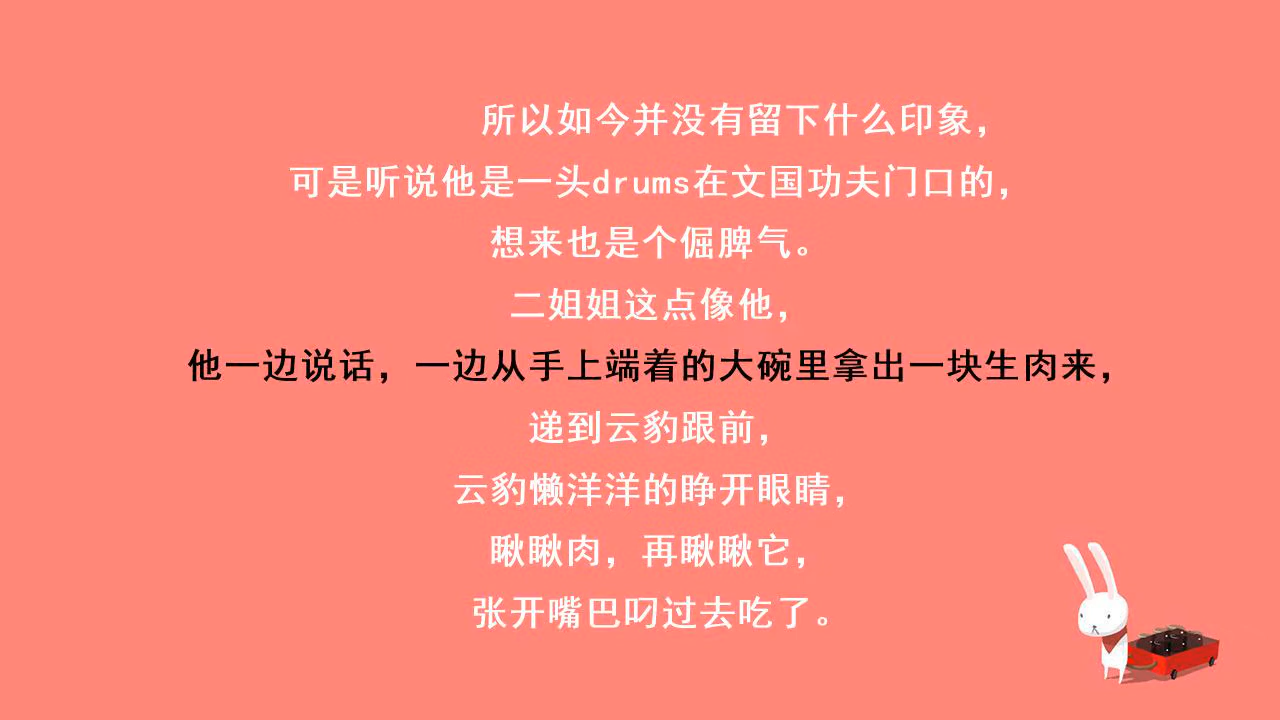 所以如今并没有留下什么印象，
可是听说他是一头drums在文国功夫门口的，
想来也是个倔脾气。
二姐姐这点像他，
他一边说话，一边从手上端着的大碗里拿出一块生肉来，
递到云豹跟前，
云豹懒洋洋的睁开眼睛，
瞅瞅肉，再瞅瞅它，
张开嘴巴叼过去吃了。